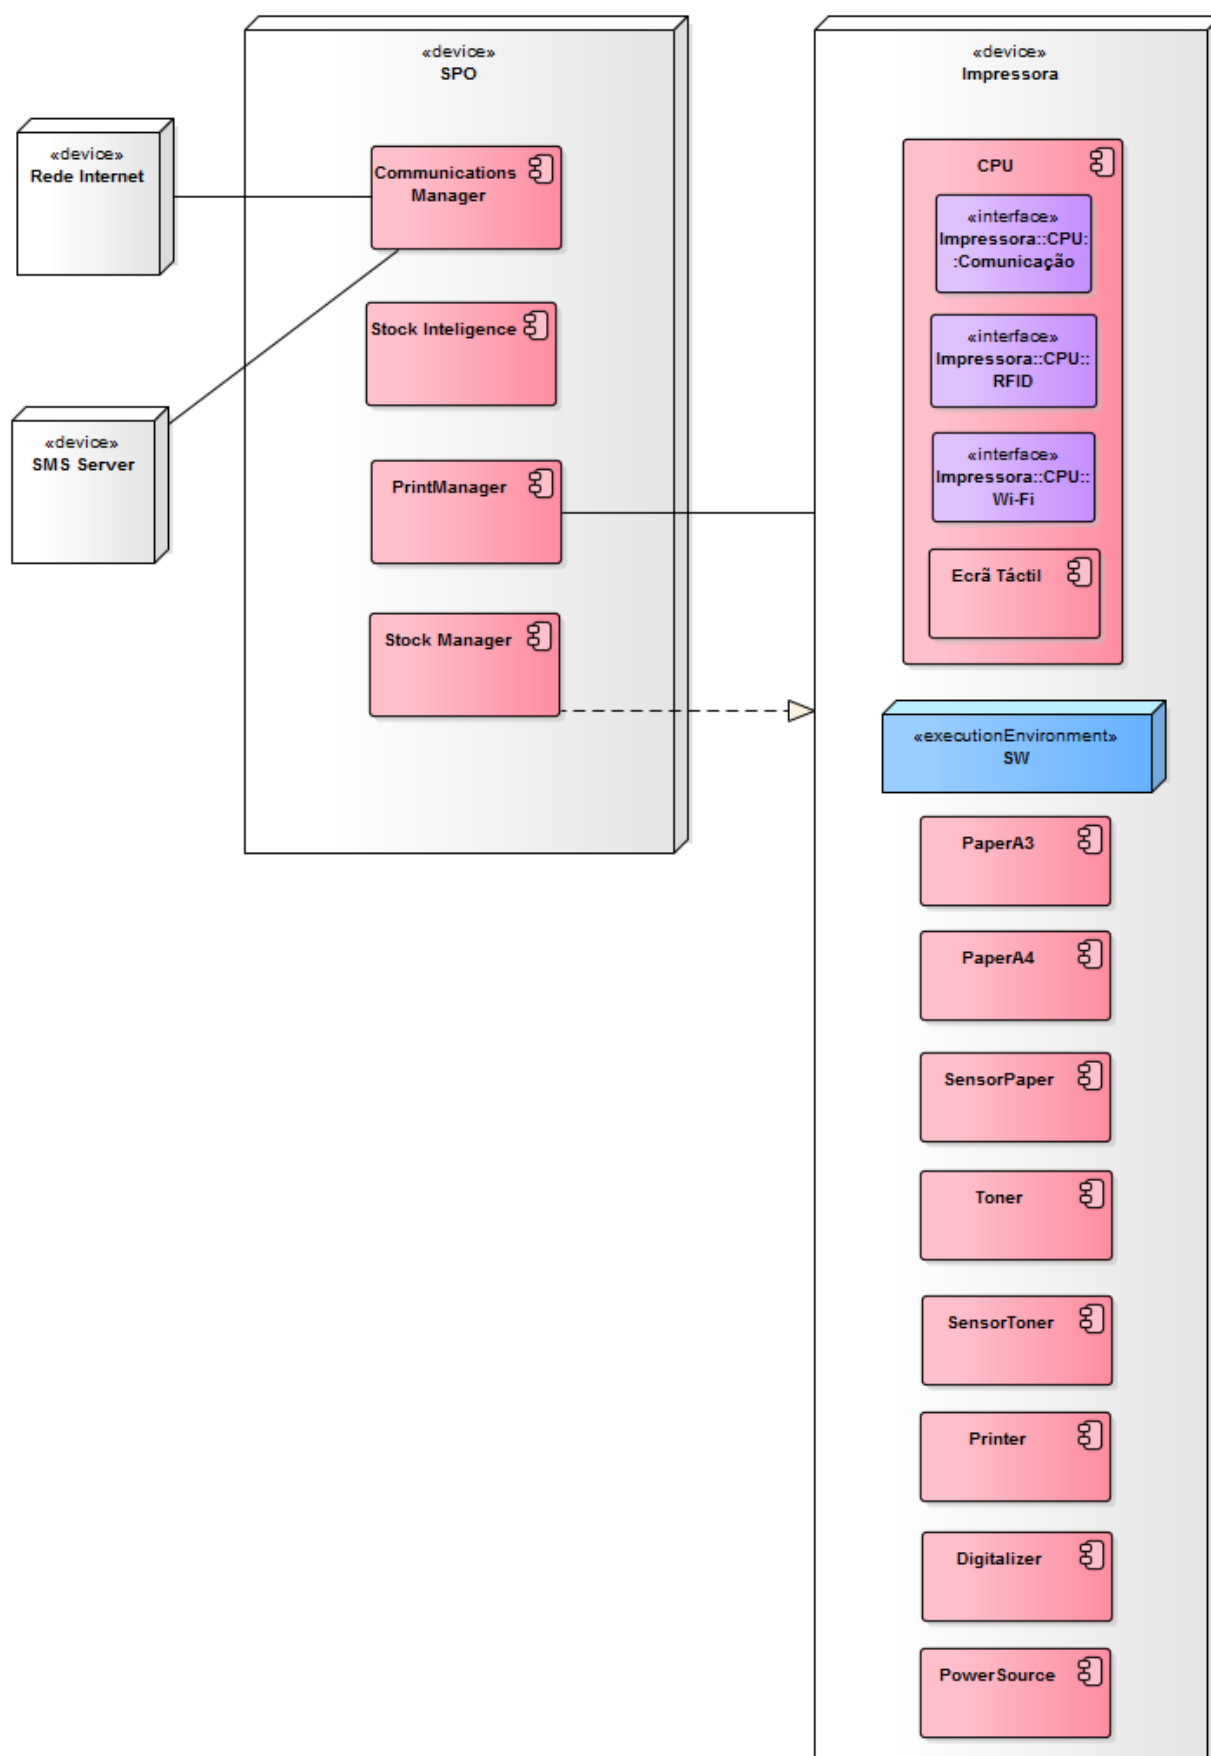 «device»
Rede Internet
«device»
SMS Server
«device»
SPO
Communications
Manager
Stock Inteligence
PrintManager
Stock Manager
«device»
Impressora
CPU
«interface»
Impressora::CPU:
:Comunicação
«interface»
Impressora::CPU::
RFID
«interface»
Impressora::CPU::
Wi-Fi
Ecrã Táctil
«executionEnvironment»
SW
PaperA3
PaperA4
SensorPaper
Toner
SensorToner
Printer
Digitalizer
PowerSource